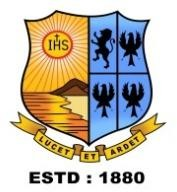 IHS
LUCET ET ARDET
ESTD : 1880